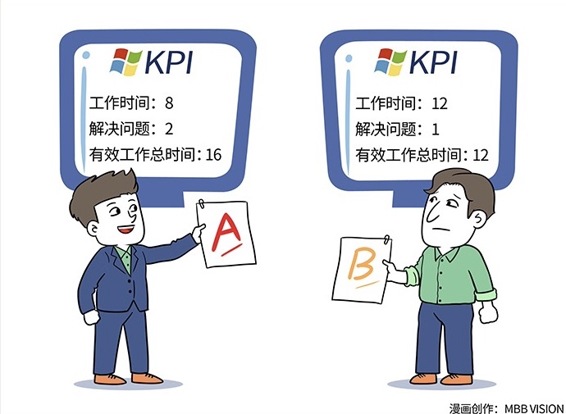 KPI
工作时间：8
解决问题：2
有效工作总时间：16
KPI
工作时间：12
解决问题：1
有效工作总时间：12
A
B
漫画创作：MBB VISION